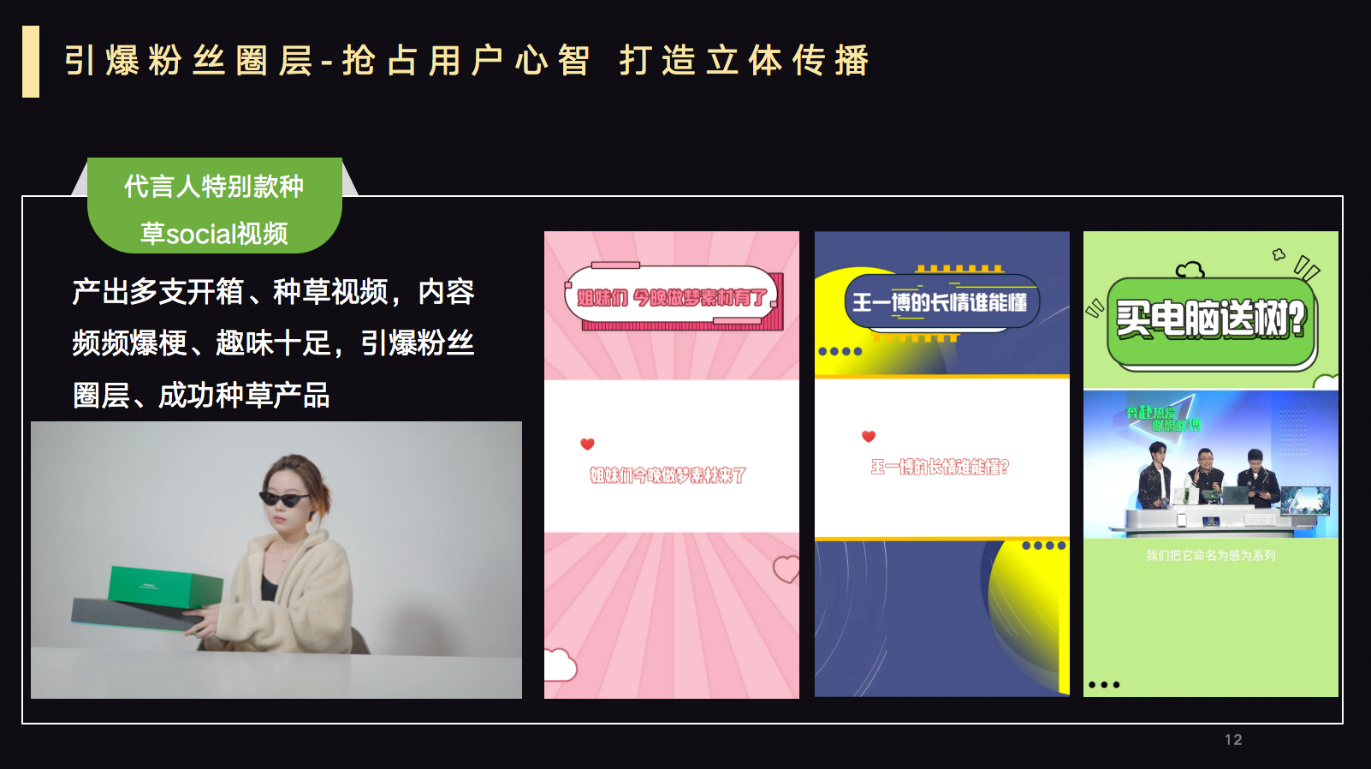 引爆粉丝圈层-抢占用户心智 打造立体传播
代言人特别款种
草social视频
产出多支开箱、种草视频，内容
频频爆梗、趣味十足，引爆粉丝
圈层、成功种草产品
姐妹们 今晚做梦素材有了
姐妹们今晚做梦素材来了
王一博的长情谁能懂
王一博的长情谁能懂?
买电脑送树?
奔赴热爱
我们把它命名为感为系列
12